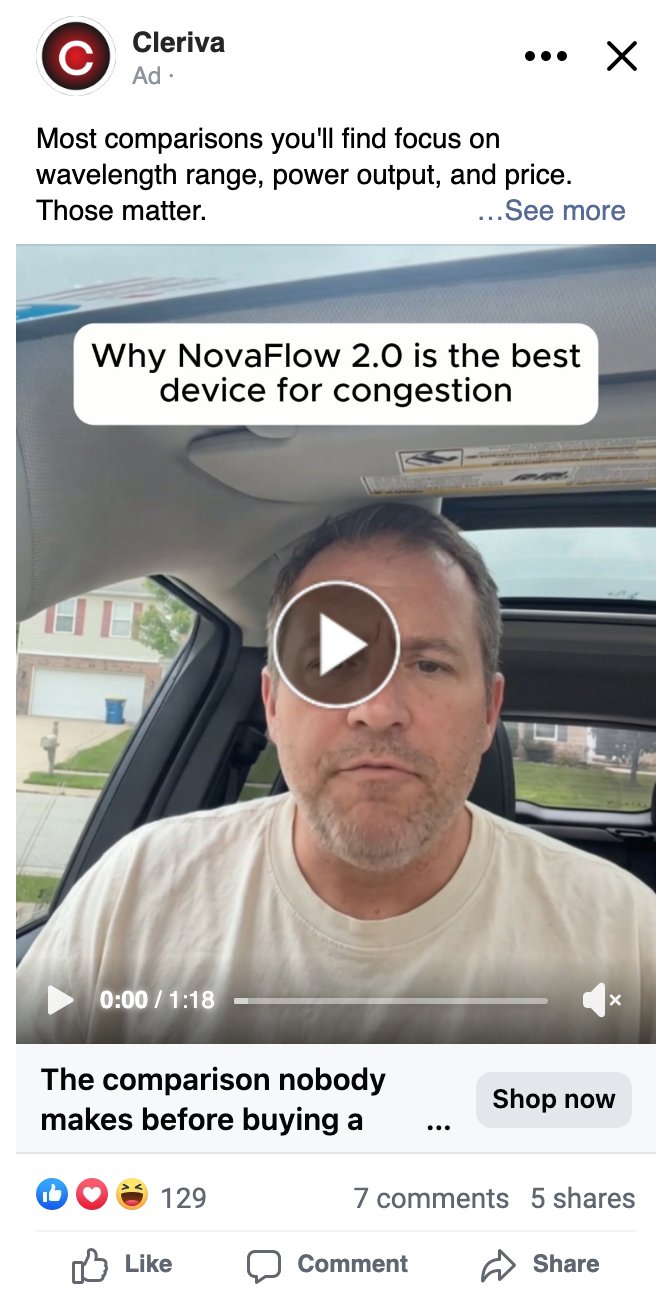 Cleriva
Ad ·
Most comparisons you'll find focus on
wavelength range, power output, and price.
Those matter. ...See more
Why NovaFlow 2.0 is the best
device for congestion
0:00 / 1:18
The comparison nobody
makes before buying a ...
Shop now
129 7 comments 5 shares
Like Comment Share